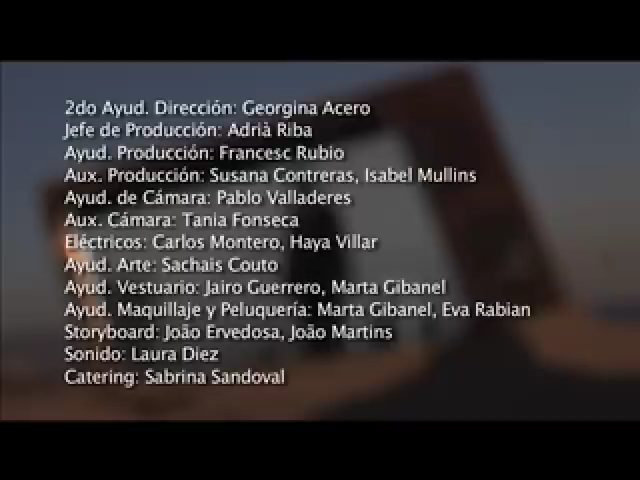 2do Ayud. Dirección: Georgina Acero
Jefe de Producción: Adrià Riba
Ayud. Producción: Francesc Rubio
Aux. Producción: Susana Contreras, Isabel Mullins
Ayud. de Cámara: Pablo Valladeres
Aux. Cámara: Tania Fonseca
Eléctricos: Carlos Montero, Haya Villar
Ayud. Arte: Sachais Couto
Ayud. Vestuario: Jairo Guerrero, Marta Gibanel
Ayud. Maquillaje y Peluquería: Marta Gibanel, Eva Rabian
Storyboard: João Ervedosa, João Martins
Sonido: Laura Diez
Catering: Sabrina Sandoval